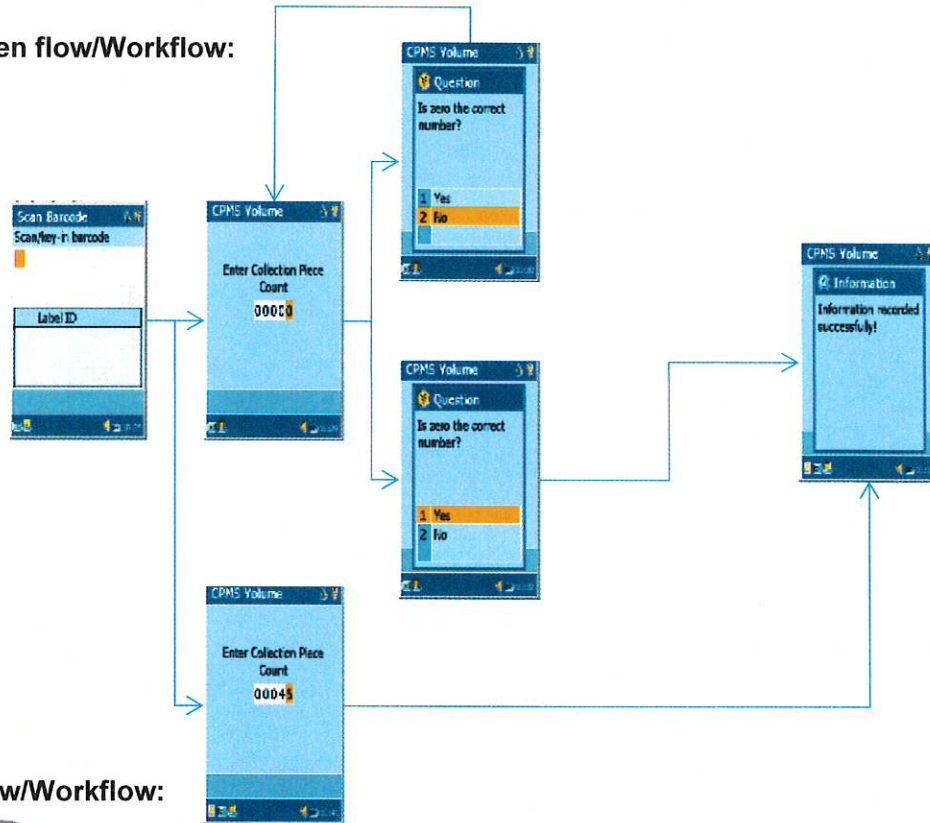 en flow/Workflow:
CPMS Volume
Question
Is zero the correct
number?
1 Yes
2 No
Scan Barcode
Scan/key-in barcode
Label ID
CPMS Volume
Enter Collection Piece
Count
00000
CPMS Volume
Question
Is zero the correct
number?
1 Yes
2 No
CPMS Volume
Information
Information recorded
successfully!
CPMS Volume
Enter Collection Piece
Count
00045
w/Workflow: